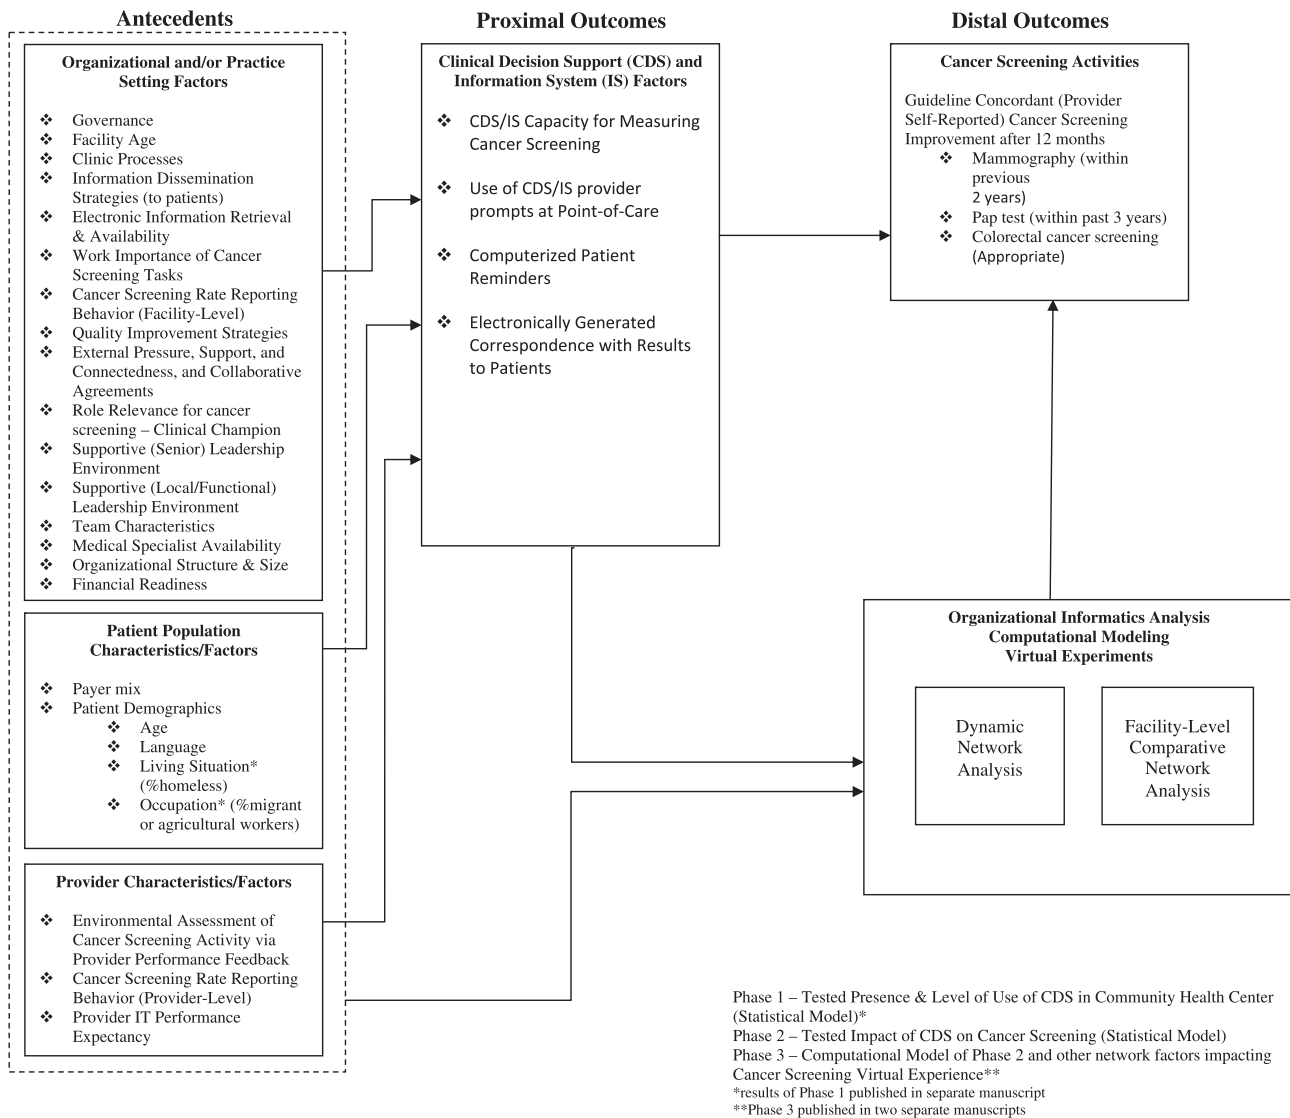 Antecedents
Organizational and/or Practice
Setting Factors
❖ Governance
❖ Facility Age
❖ Clinic Processes
❖ Information Dissemination
Strategies (to patients)
❖ Electronic Information Retrieval
& Availability
❖ Work Importance of Cancer
Screening Tasks
❖ Cancer Screening Rate Reporting
Behavior (Facility-Level)
❖ Quality Improvement Strategies
❖ External Pressure, Support, and
Connectedness, and Collaborative
Agreements
❖ Role Relevance for cancer
screening – Clinical Champion
❖ Supportive (Senior) Leadership
Environment
❖ Supportive (Local/Functional)
Leadership Environment
❖ Team Characteristics
❖ Medical Specialist Availability
❖ Organizational Structure & Size
❖ Financial Readiness
Patient Population
Characteristics/Factors
❖ Payer mix
❖ Patient Demographics
❖ Age
❖ Language
❖ Living Situation*
(%homeless)
❖ Occupation* (%migrant
or agricultural workers)
Provider Characteristics/Factors
❖ Environmental Assessment of
Cancer Screening Activity via
Provider Performance Feedback
❖ Cancer Screening Rate Reporting
Behavior (Provider-Level)
❖ Provider IT Performance
Expectancy
Proximal Outcomes
Clinical Decision Support (CDS) and
Information System (IS) Factors
❖ CDS/IS Capacity for Measuring
Cancer Screening
❖ Use of CDS/IS provider
prompts at Point-of-Care
❖ Computerized Patient
Reminders
❖ Electronically Generated
Correspondence with Results
to Patients
Distal Outcomes
Cancer Screening Activities
Guideline Concordant (Provider
Self-Reported) Cancer Screening
Improvement after 12 months
❖ Mammography (within
previous
2 years)
❖ Pap test (within past 3 years)
❖ Colorectal cancer screening
(Appropriate)
Organizational Informatics Analysis
Computational Modeling
Virtual Experiments
Dynamic
Network
Analysis
Facility-Level
Comparative
Network
Analysis
Phase 1 – Tested Presence & Level of Use of CDS in Community Health Center
(Statistical Model)*
Phase 2 – Tested Impact of CDS on Cancer Screening (Statistical Model)
Phase 3 – Computational Model of Phase 2 and other network factors impacting
Cancer Screening Virtual Experience**
*results of Phase 1 published in separate manuscript
**Phase 3 published in two separate manuscripts